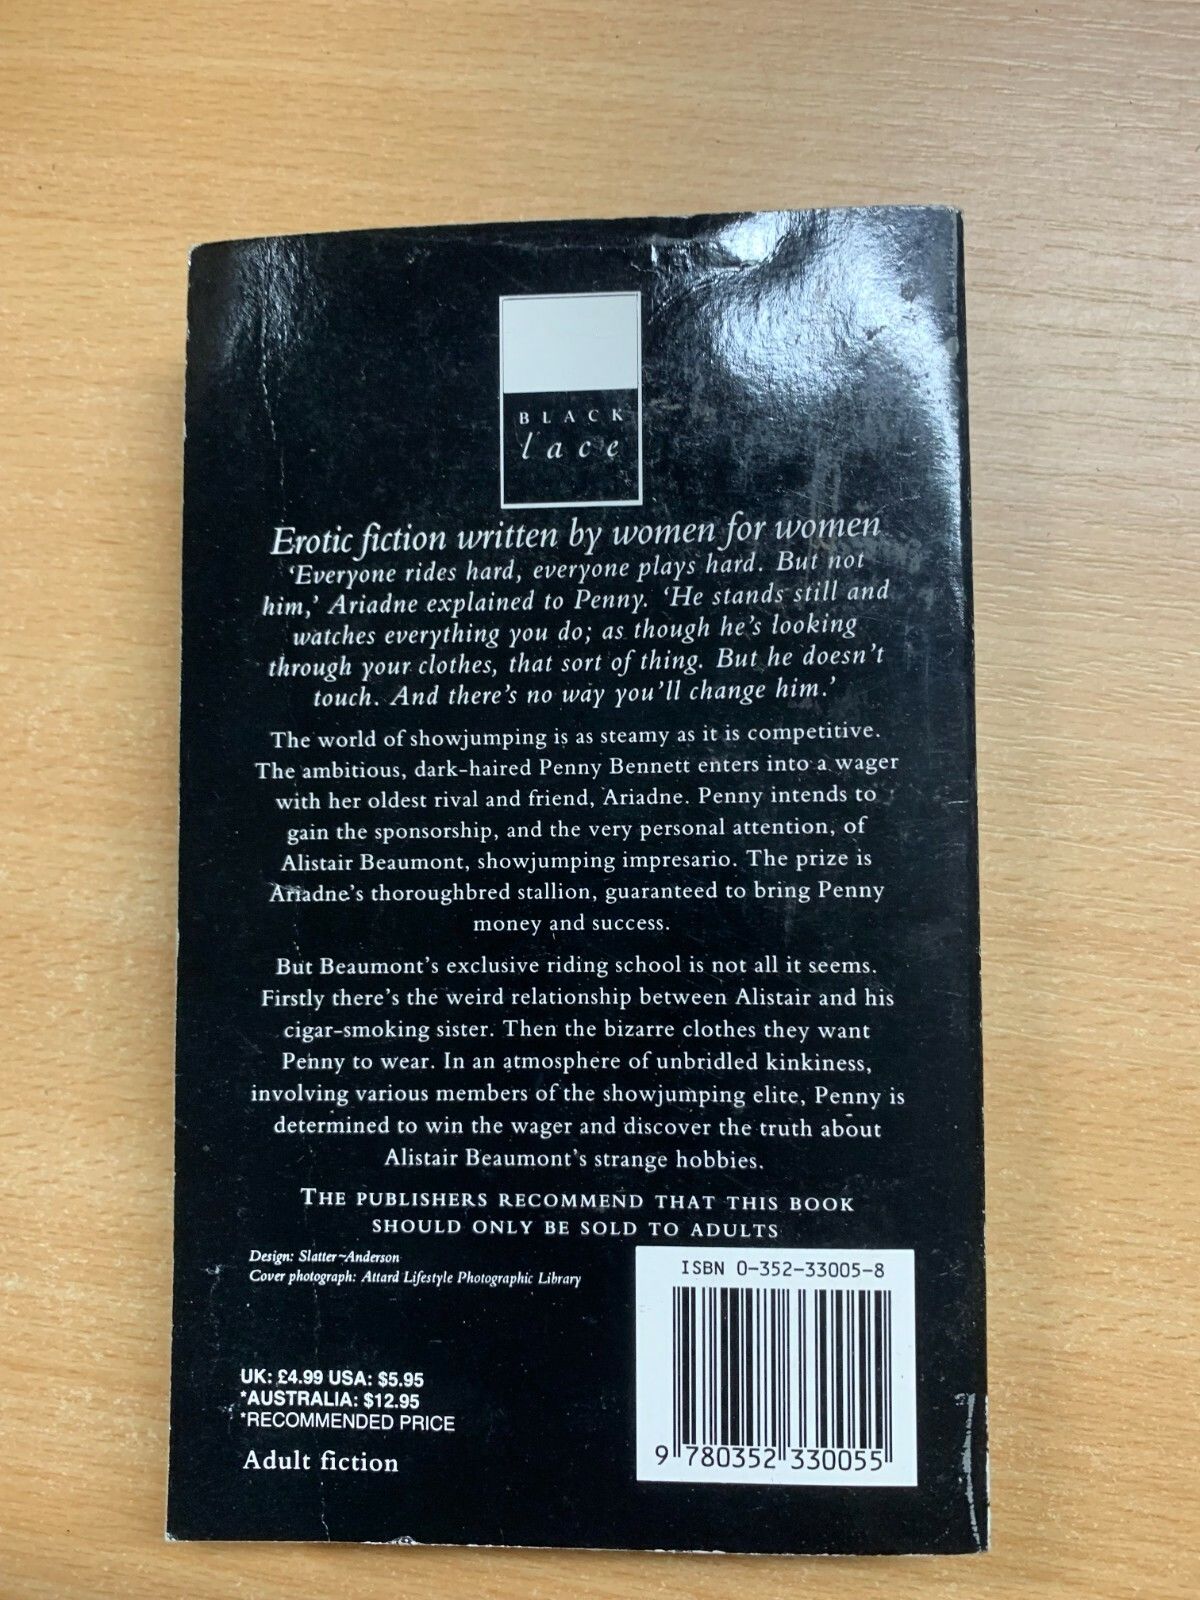 BLACK
lace
Erotic fiction written by women for women
‘Everyone rides hard, everyone plays hard. But not
him,’ Ariadne explained to Penny. ‘He stands still and
watches everything you do; as though he’s looking
through your clothes, that sort of thing. But he doesn’t
touch. And there’s no way you’ll change him.’
The world of showjumping is as steamy as it is competitive.
The ambitious, dark-haired Penny Bennett enters into a wager
with her oldest rival and friend, Ariadne. Penny intends to
gain the sponsorship, and the very personal attention, of
Alistair Beaumont, showjumping impresario. The prize is
Ariadne’s thoroughbred stallion, guaranteed to bring Penny
money and success.
But Beaumont’s exclusive riding school is not all it seems.
Firstly there’s the weird relationship between Alistair and his
cigar-smoking sister. Then the bizarre clothes they want
Penny to wear. In an atmosphere of unbridled kinkiness,
involving various members of the showjumping elite, Penny is
determined to win the wager and discover the truth about
Alistair Beaumont’s strange hobbies.
THE PUBLISHERS RECOMMEND THAT THIS BOOK
SHOULD ONLY BE SOLD TO ADULTS
Design: Slatter~Anderson
Cover photograph: Attard Lifestyle Photographic Library
ISBN 0-352-33005-8
UK: £4.99 USA: $5.95
*AUSTRALIA: $12.95
*RECOMMENDED PRICE
Adult fiction
9 780352 330055